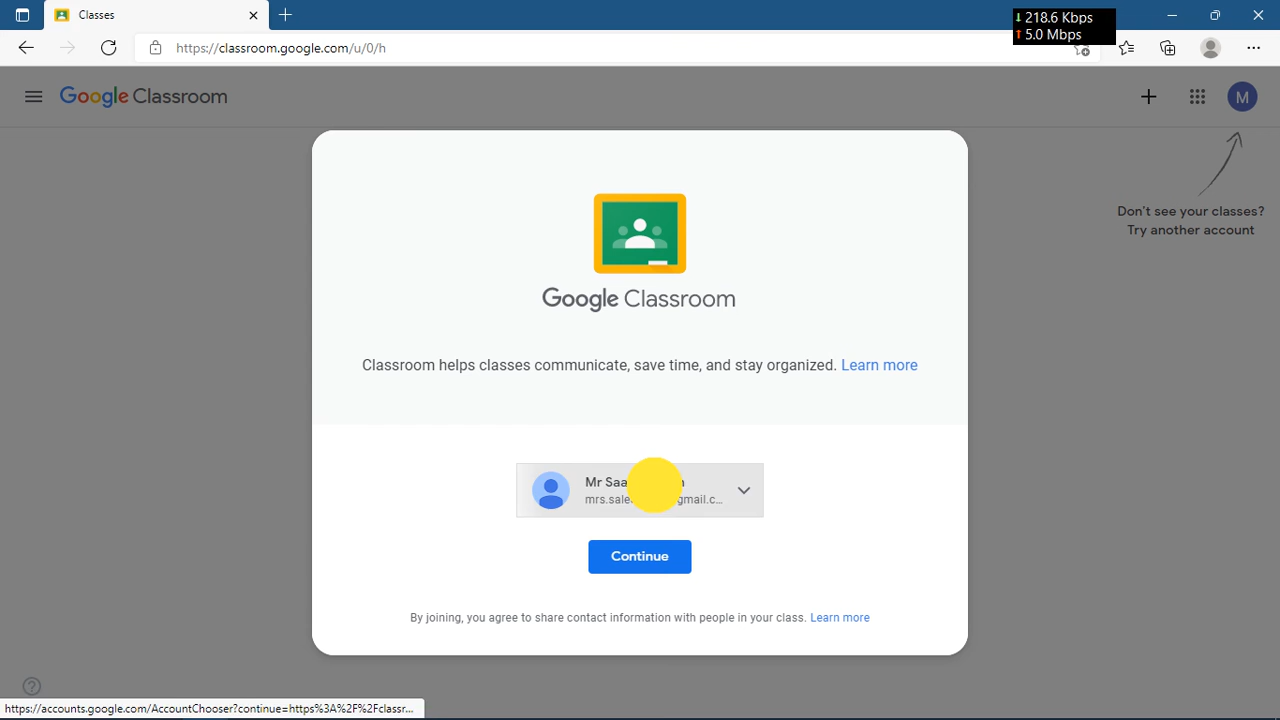 Classes
↓ 218.6 Kbps
↑ 5.0 Mbps
https://classroom.google.com/u/0/h
Google Classroom
M
Don't see your classes?
Try another account
Google Classroom
Classroom helps classes communicate, save time, and stay organized. Learn more
Mr
gmail.c...
Continue
By joining, you agree to share contact information with people in your class. Learn more
https://accounts.google.com/AccountChooser?continue=https%3A%2F%2Fclassr...